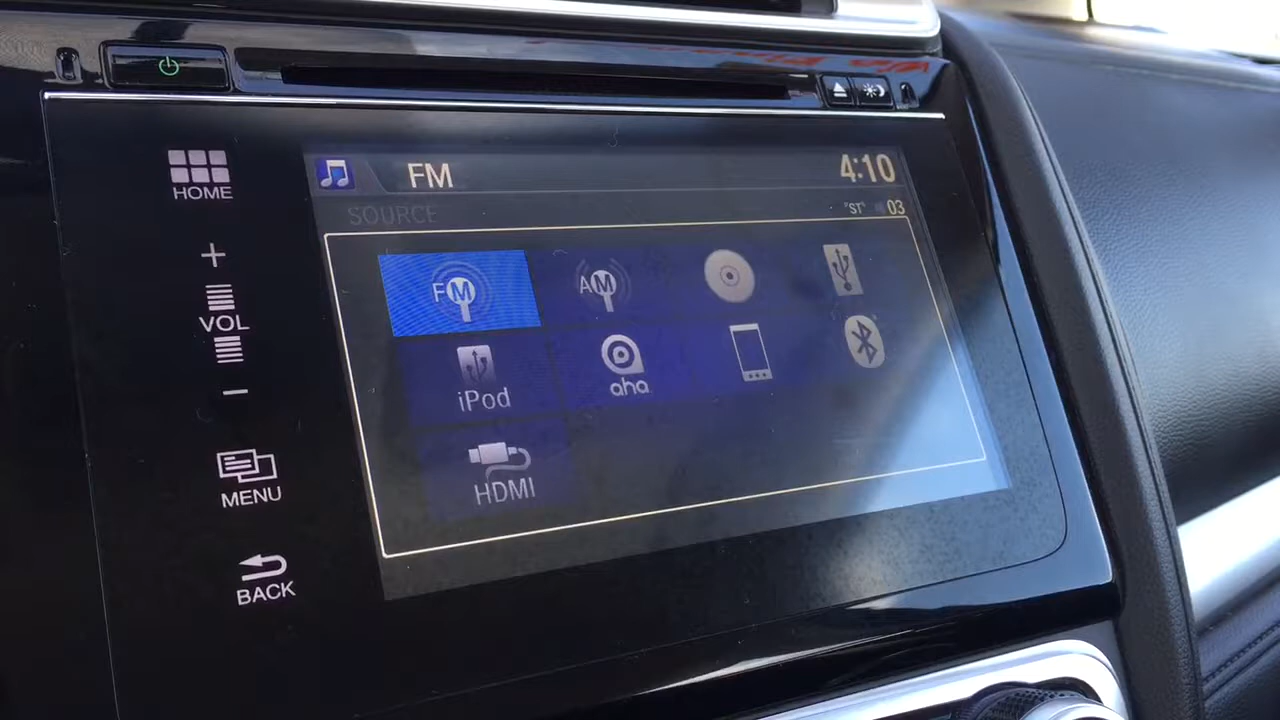 FM
4:10
SOURCE
"ST"
03
HOME
FM
AM
+
VOL
−
iPod
aha
HDMI
MENU
BACK